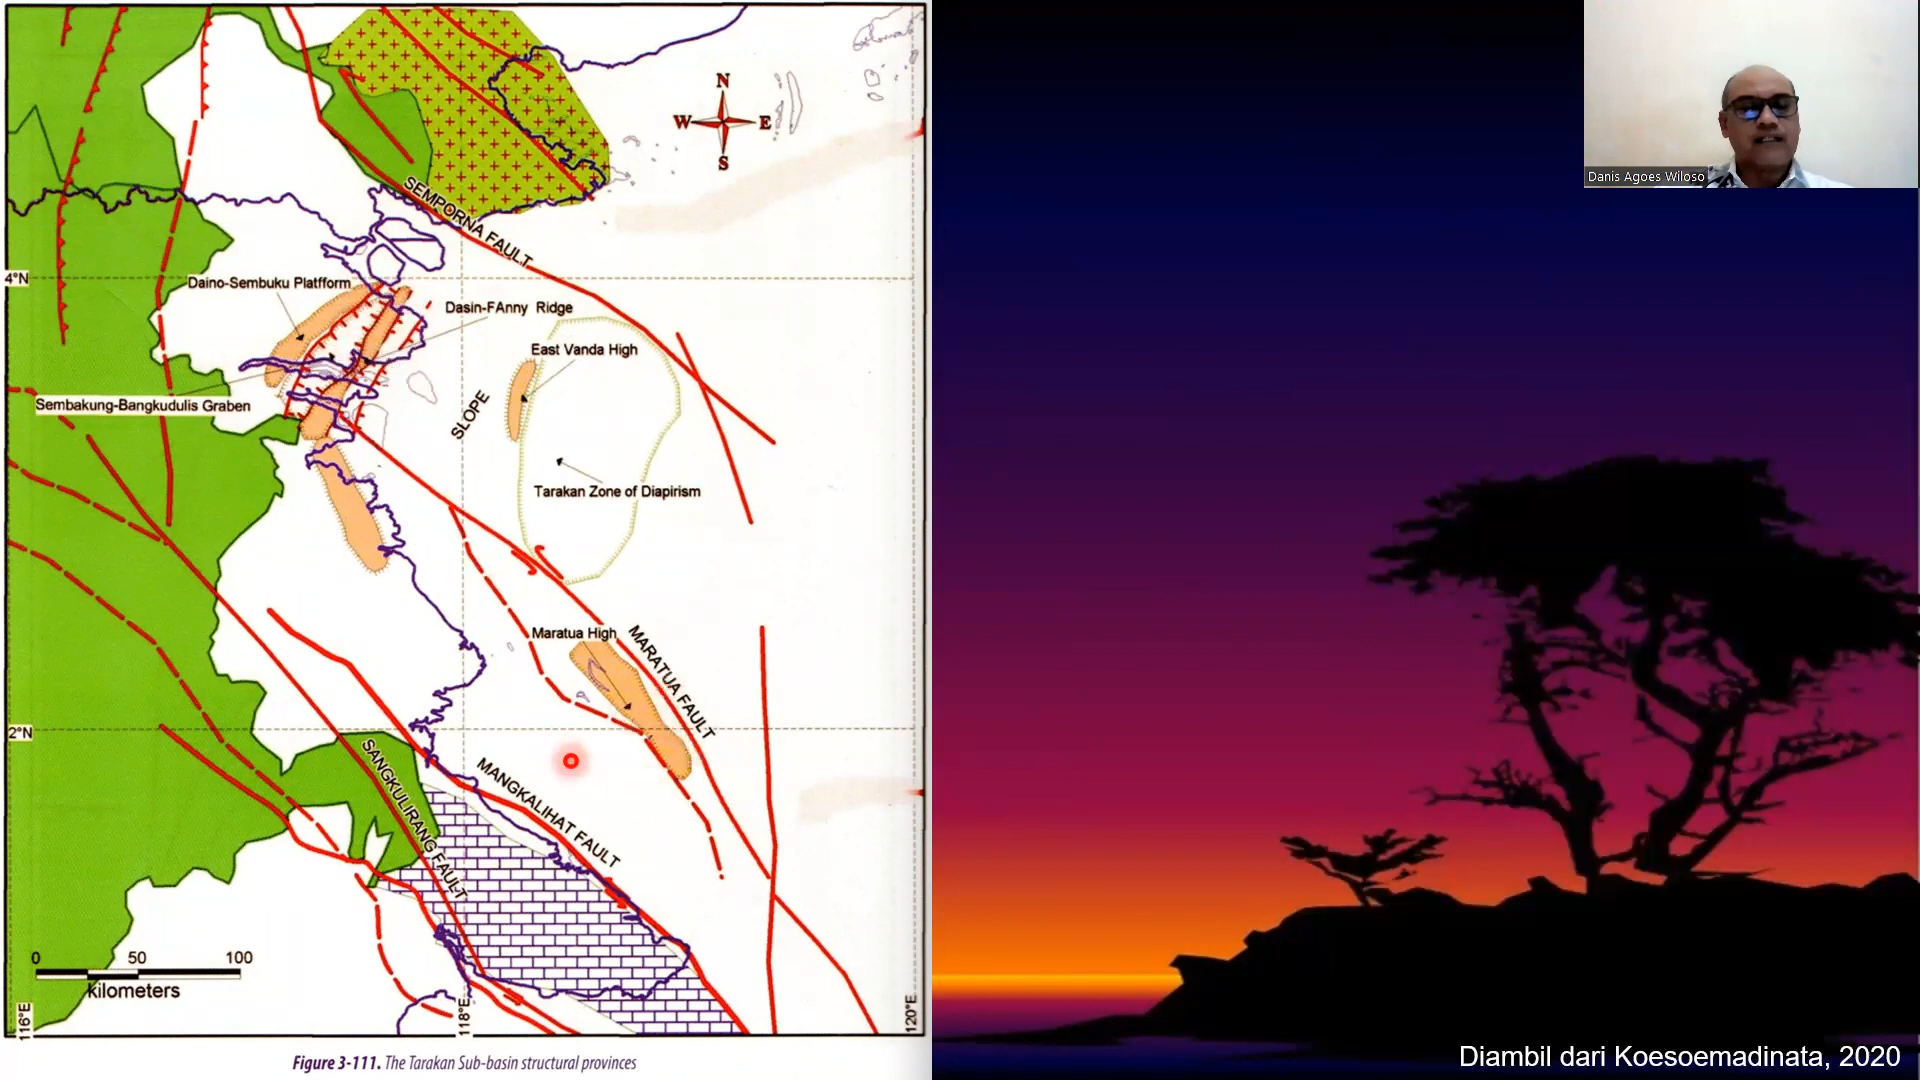 N
W E
S
SEMPORNA FAULT
4°N
Daino-Sembuku Platfform
Dasin-FAnny Ridge
East Vanda High
SLOPE
Sembakung-Bangkudulis Graben
Tarakan Zone of Diapirism
Maratua High
MARATUA FAULT
2°N
SANGKULIRANG FAULT
MANGKALIHAT FAULT
0 50 100
kilometers
116°E
118°E
120°E
Figure 3-111. The Tarakan Sub-basin structural provinces
Danis Agoes Wiloso
Diambil dari Koesoemadinata, 2020